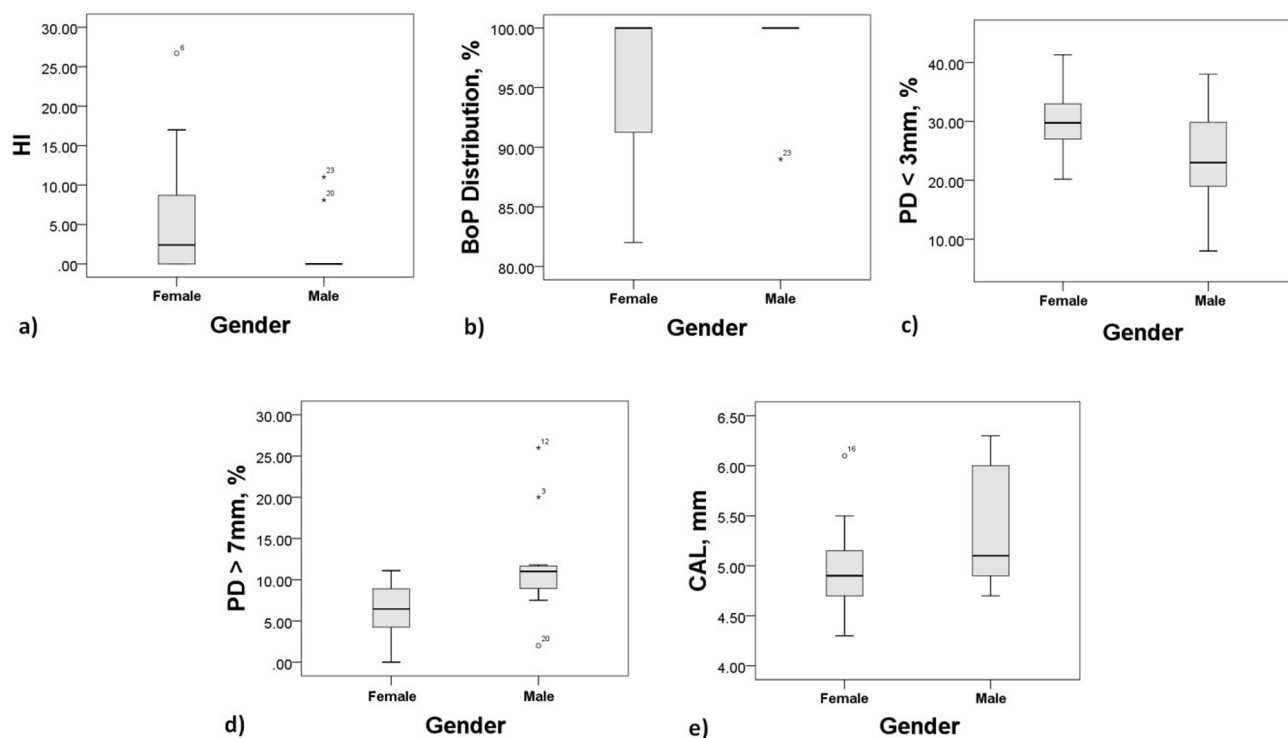 HI
30.00
25.00
20.00
15.00
10.00
5.00
.00
6
23
20
Female Male
Gender
a)
BoP Distribution, %
100.00
95.00
90.00
85.00
80.00
23
Female Male
Gender
b)
PD < 3mm, %
40.00
30.00
20.00
10.00
Female Male
Gender
c)
PD > 7mm, %
30.00
25.00
20.00
15.00
10.00
5.00
.00
12
3
20
Female Male
Gender
d)
CAL, mm
6.50
6.00
5.50
5.00
4.50
4.00
16
Female Male
Gender
e)